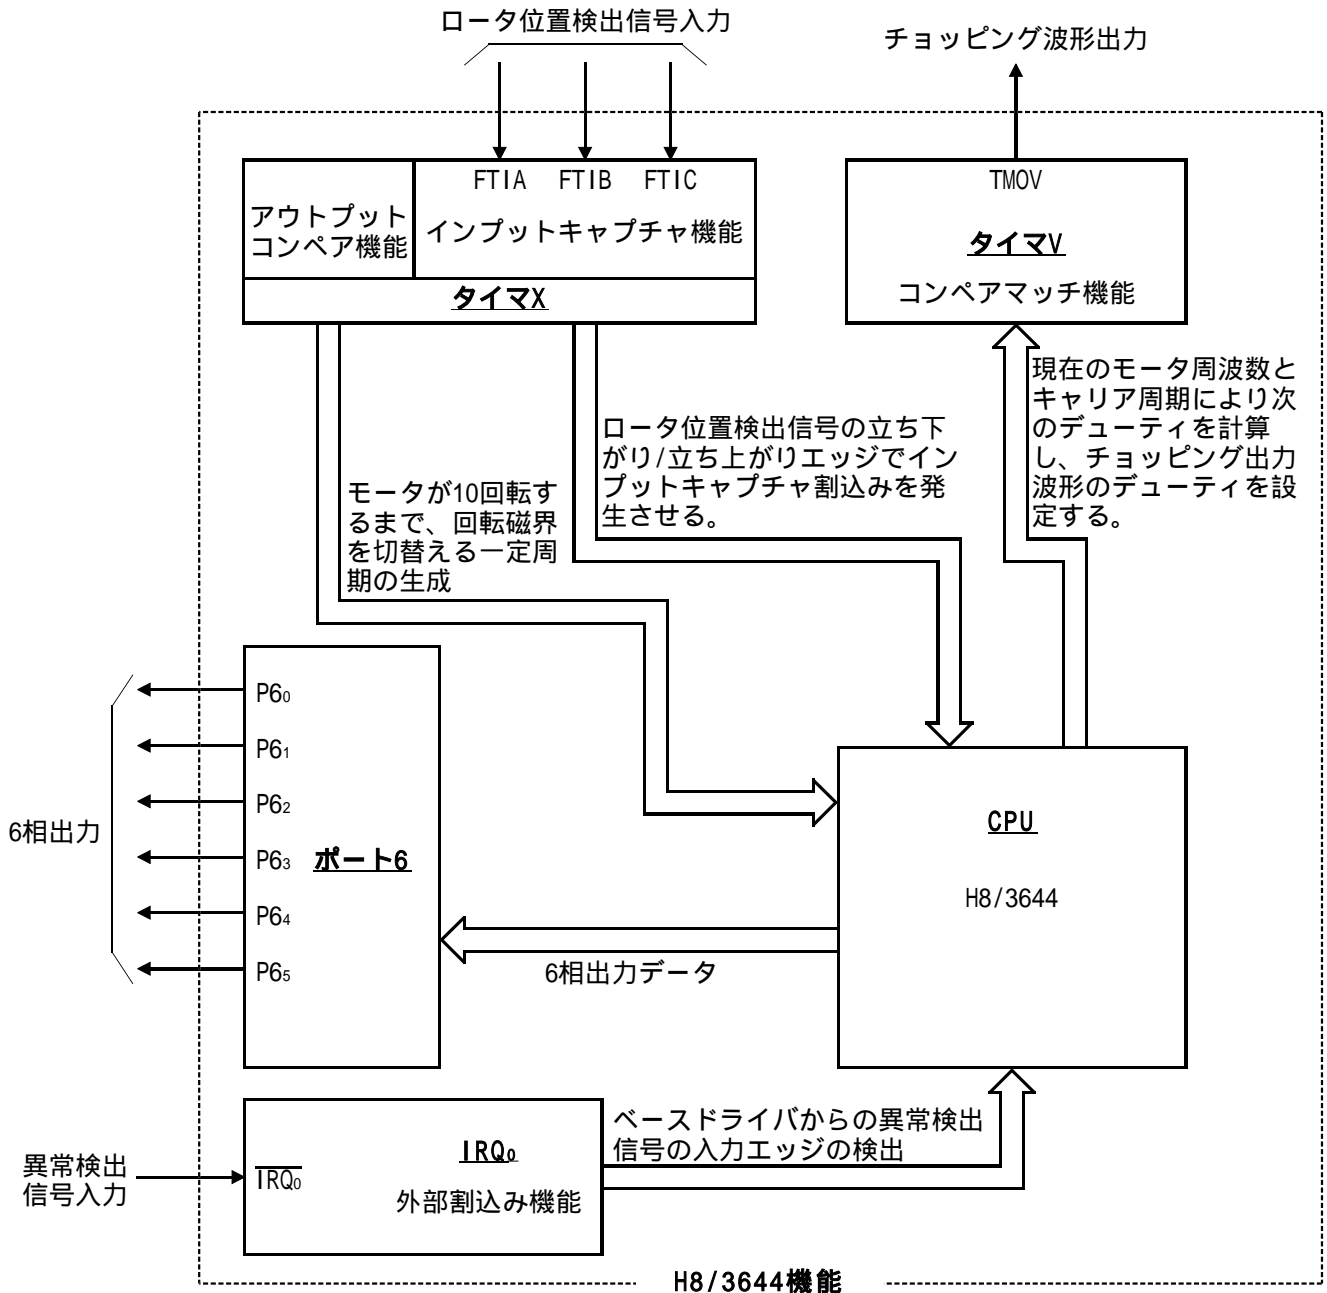 ロータ位置検出信号入力
チョッピング波形出力
FTIA FTIB FTIC
アウトプット
コンペア機能
インプットキャプチャ機能
タイマX
TMOV
タイマV
コンペアマッチ機能
現在のモータ周波数と
キャリア周期により次
のデューティを計算
し、チョッピング出力
波形のデューティを設
定する。
ロータ位置検出信号の立ち下
がり/立ち上がりエッジでイン
プットキャプチャ割込みを発
生させる。
モータが10回転す
るまで、回転磁界
を切替える一定周
期の生成
6相出力
P60
P61
P62
P63
P64
P65
ポート6
CPU
H8/3644
6相出力データ
異常検出
信号入力
IRQ0
IRQ0
外部割込み機能
ベースドライバからの異常検出
信号の入力エッジの検出
H8/3644機能